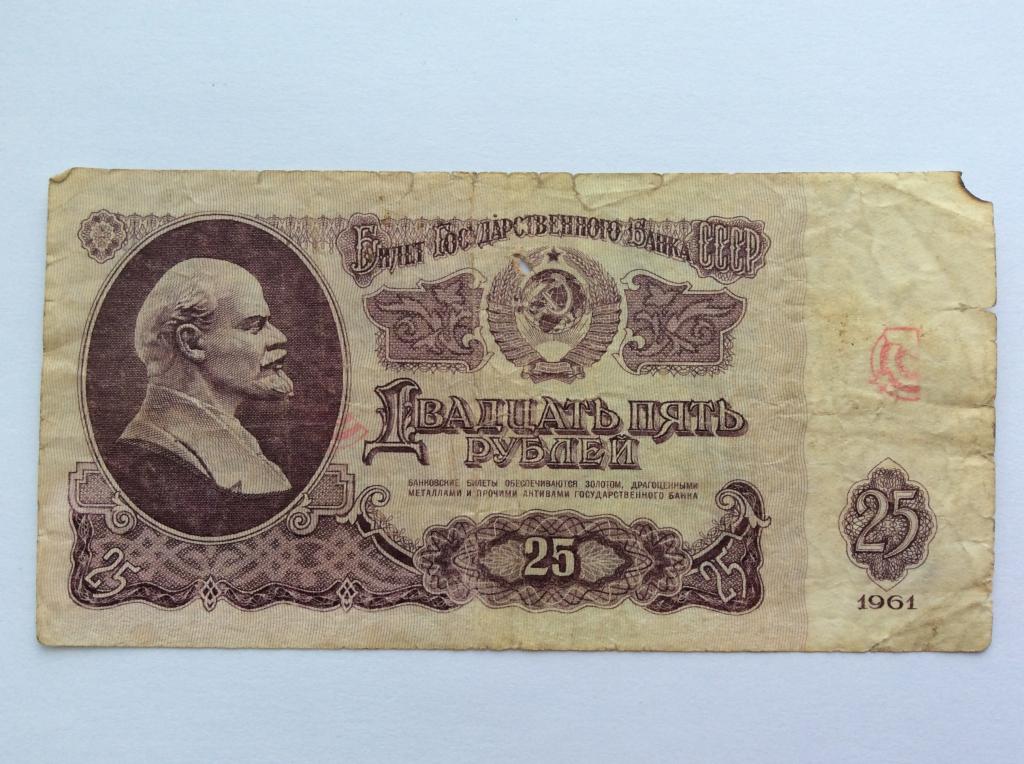 Билет Государственного Банка СССР
Двадцать пять
рублей
БАНКОВСКИЕ БИЛЕТЫ ОБЕСПЕЧИВАЮТСЯ ЗОЛОТОМ, ДРАГОЦЕННЫМИ
МЕТАЛЛАМИ И ПРОЧИМИ АКТИВАМИ ГОСУДАРСТВЕННОГО БАНКА
25
25
25
25
1961